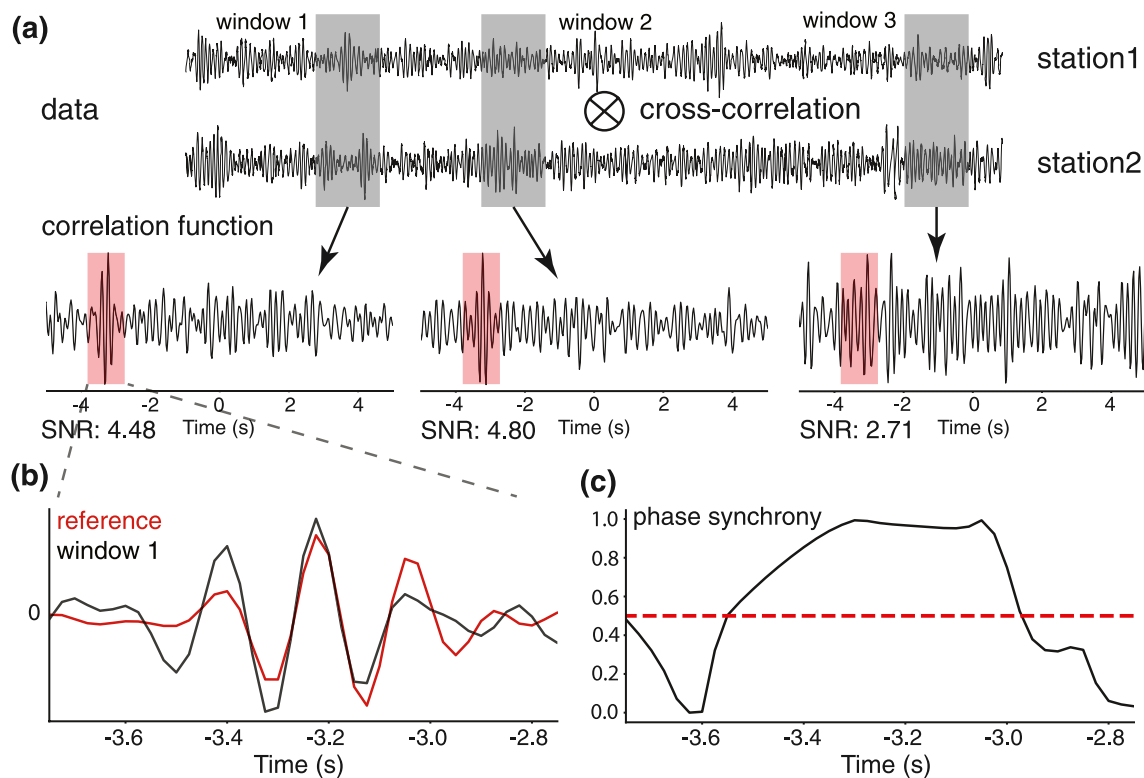 (a)
window 1
window 2
window 3
station1
data
cross-correlation
station2
correlation function
-4 -2 0 2 4
-4 -2 0 2 4
-4 -2 0 2 4
SNR: 4.48 Time (s)
SNR: 4.80 Time (s)
SNR: 2.71 Time (s)
(b)
reference
window 1
0
-3.6 -3.4 -3.2 -3.0 -2.8
Time (s)
(c)
phase synchrony
1.0
0.8
0.6
0.4
0.2
0.0
-3.6 -3.4 -3.2 -3.0 -2.8
Time (s)